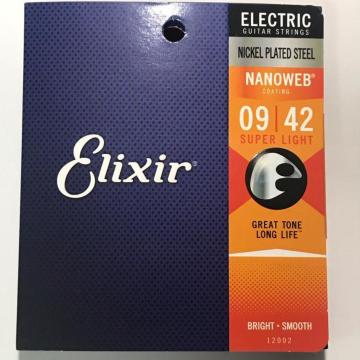 Elixir®
ELECTRIC
GUITAR STRINGS
NICKEL PLATED STEEL
NANOWEB®
COATING
09 | 42
SUPER LIGHT
E
GREAT TONE
LONG LIFE™
BRIGHT • SMOOTH
12002